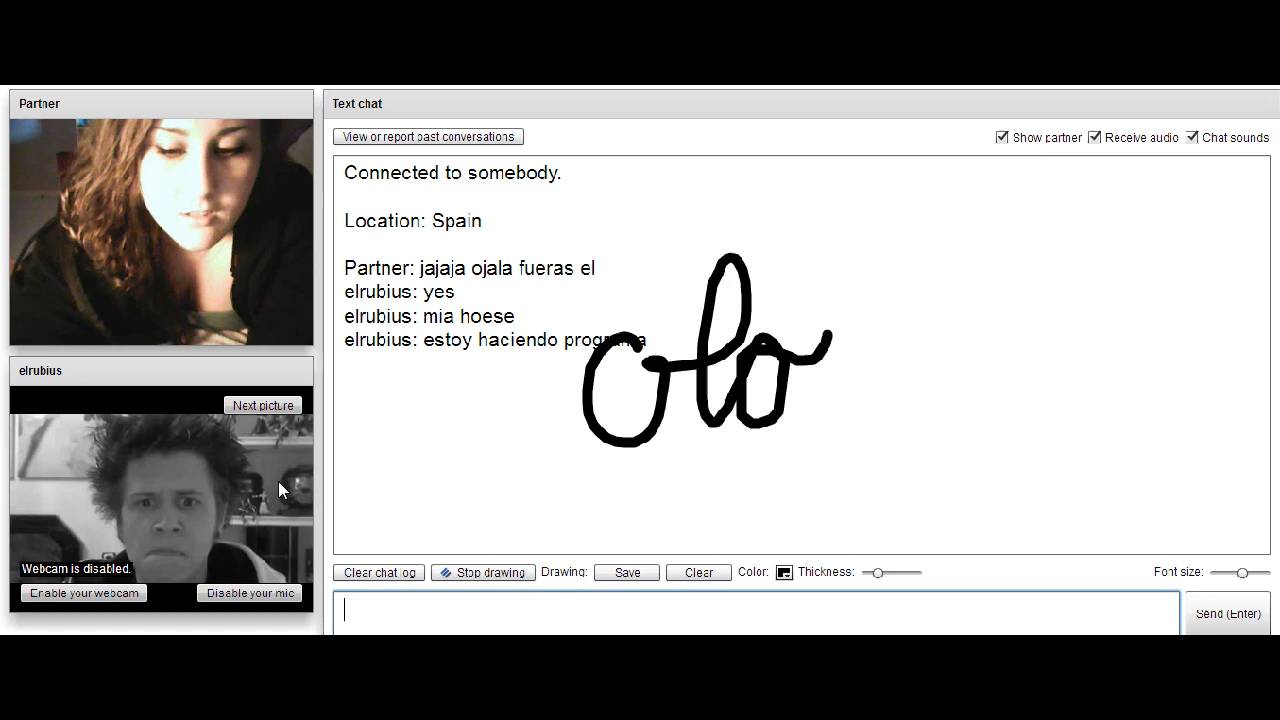 Partner
Text chat
View or report past conversations
Show partner
Receive audio
Chat sounds
Connected to somebody.
Location: Spain
Partner: jajaja ojala fueras el
elrubius: yes
elrubius: mia hoese
elrubius: estoy haciendo programa
olo
elrubius
Next picture
Webcam is disabled.
Enable your webcam
Disable your mic
Clear chat log
Stop drawing
Drawing:
Save
Clear
Color:
Thickness:
Font size:
Send (Enter)